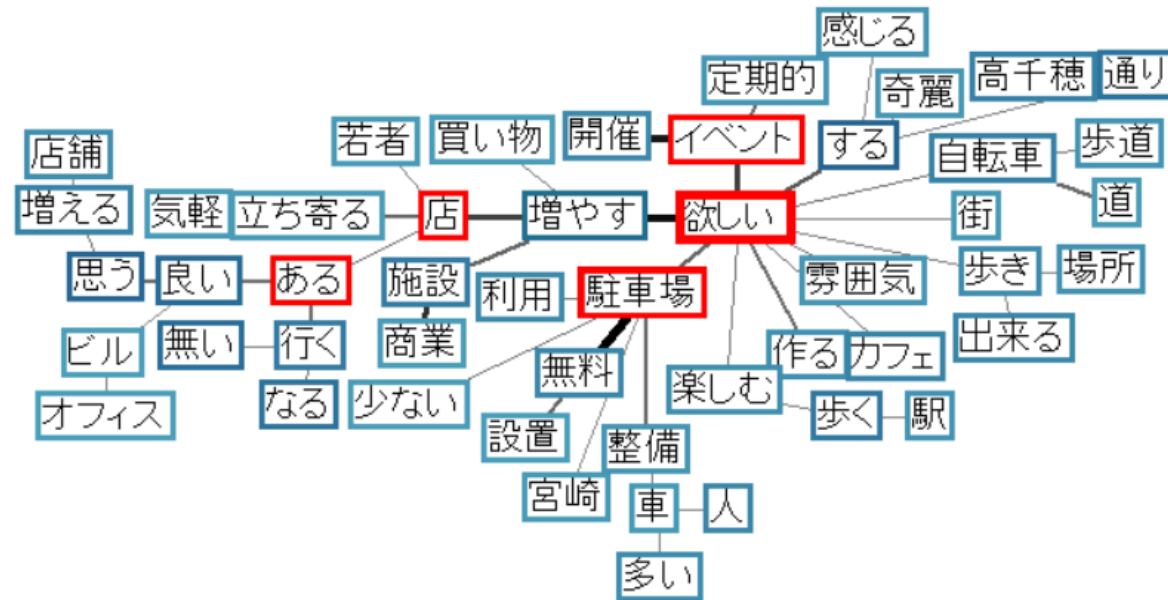 感じる
定期的
高千穂
通り
奇麗
若者
買い物
開催
イベント
する
自転車
歩道
店舗
増える
気軽
立ち寄る
店
増やす
欲しい
街
道
思う
良い
ある
施設
利用
駐車場
雰囲気
歩き
場所
ビル
無い
行く
商業
無料
作る
カフェ
出来る
オフィス
なる
少ない
楽しむ
歩く
駅
設置
整備
宮崎
車
人
多い